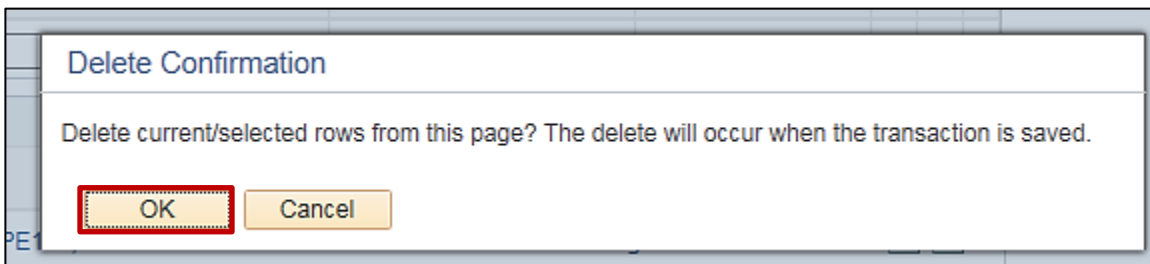 Delete Confirmation
Delete current/selected rows from this page? The delete will occur when the transaction is saved.
OK Cancel